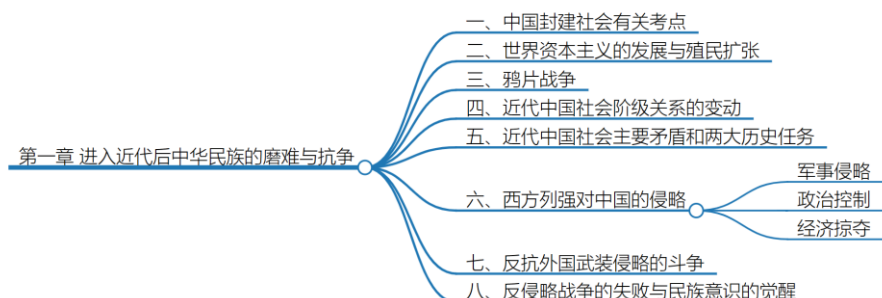 一、中国封建社会有关考点
二、世界资本主义的发展与殖民扩张
三、鸦片战争
四、近代中国社会阶级关系的变动
五、近代中国社会主要矛盾和两大历史任务
第一章 进入近代后中华民族的磨难与抗争
六、西方列强对中国的侵略
军事侵略
政治控制
经济掠夺
七、反抗外国武装侵略的斗争
八、反侵略战争的失败与民族意识的觉醒